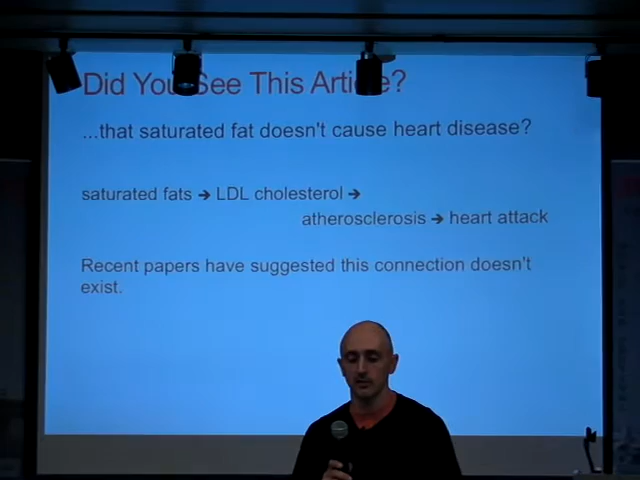 Did You See This Article?
...that saturated fat doesn't cause heart disease?
saturated fats ➔ LDL cholesterol ➔
atherosclerosis ➔ heart attack
Recent papers have suggested this connection doesn't
exist.